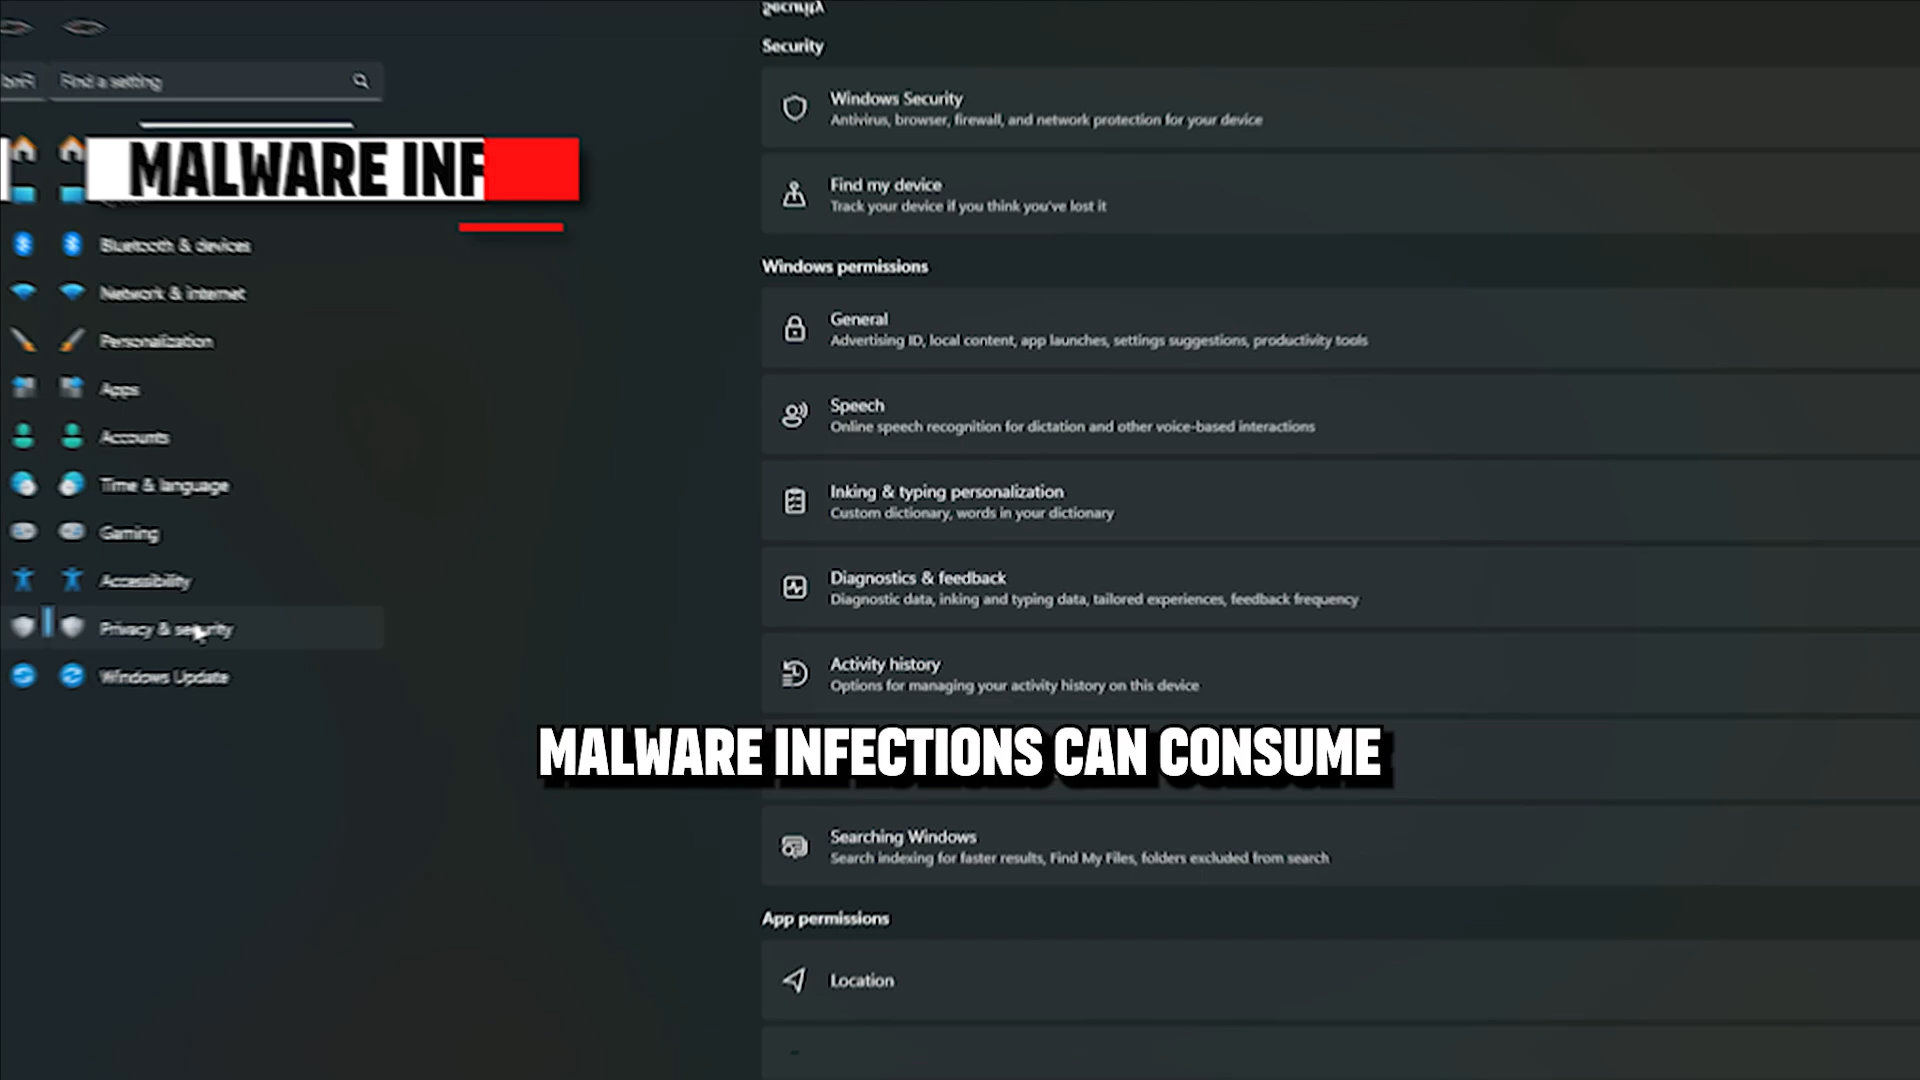 Security
Find a setting
Windows Security
Antivirus, browser, firewall, and network protection for your device
MALWARE INF
Find my device
Track your device if you think you've lost it
Bluetooth & devices
Windows permissions
Network & internet
General
Advertising ID, local content, app launches, settings suggestions, productivity tools
Personalization
Apps
Speech
Online speech recognition for dictation and other voice-based interactions
Accounts
Time & language
Inking & typing personalization
Custom dictionary, words in your dictionary
Gaming
Accessibility
Diagnostics & feedback
Diagnostic data, inking and typing data, tailored experiences, feedback frequency
Privacy & security
Windows Update
Activity history
Options for managing your activity history on this device
MALWARE INFECTIONS CAN CONSUME
Searching Windows
Search indexing for faster results, Find My Files, folders excluded from search
App permissions
Location